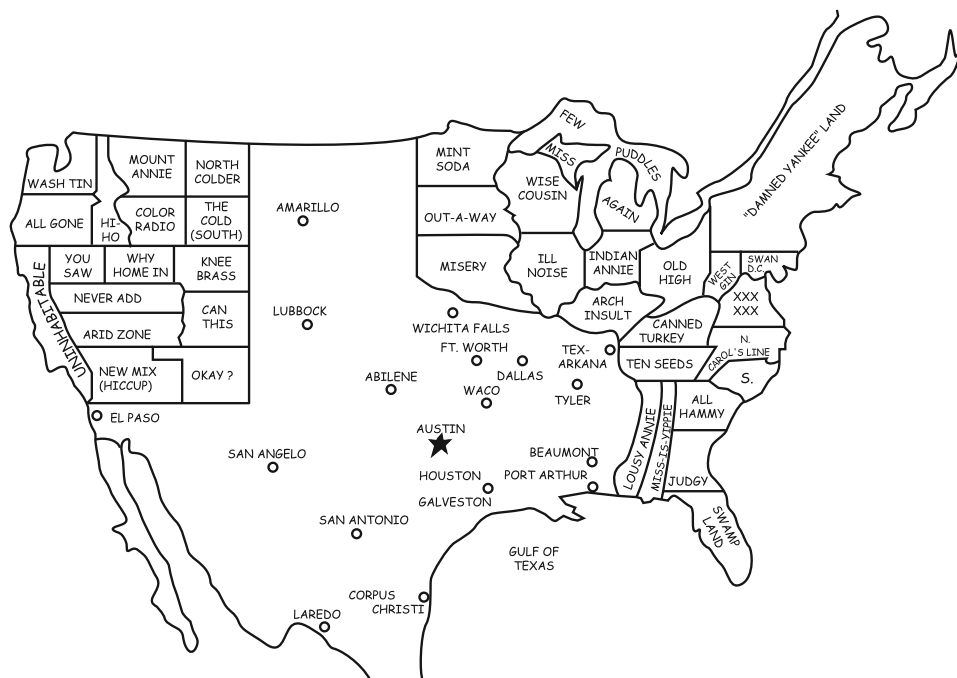 WASH TIN
ALL GONE
HI-
HO
MOUNT
ANNIE
COLOR
RADIO
NORTH
COLDER
THE
COLD
(SOUTH)
UNINHABITABLE
YOU
SAW
WHY
HOME IN
KNEE
BRASS
NEVER ADD
CAN
THIS
ARID ZONE
NEW MIX
(HICCUP)
OKAY ?
EL PASO
AMARILLO
LUBBOCK
ABILENE
SAN ANGELO
SAN ANTONIO
LAREDO
CORPUS
CHRISTI
WICHITA FALLS
FT. WORTH
DALLAS
WACO
AUSTIN
HOUSTON
GALVESTON
TEX-
ARKANA
TYLER
BEAUMONT
PORT ARTHUR
GULF OF
TEXAS
MINT
SODA
OUT-A-WAY
MISERY
FEW
MISS
PUDDLES
WISE
COUSIN
AGAIN
ILL
NOISE
INDIAN
ANNIE
OLD
HIGH
ARCH
INSULT
CANNED
TURKEY
TEN SEEDS
LOUSY ANNIE
MISS-IS-YIPPIE
ALL
HAMMY
JUDGY
SWAMP
LAND
"DAMNED YANKEE" LAND
WEST
GIN
SWAN
D.C.
XXX
XXX
N.
CAROL'S LINE
S.